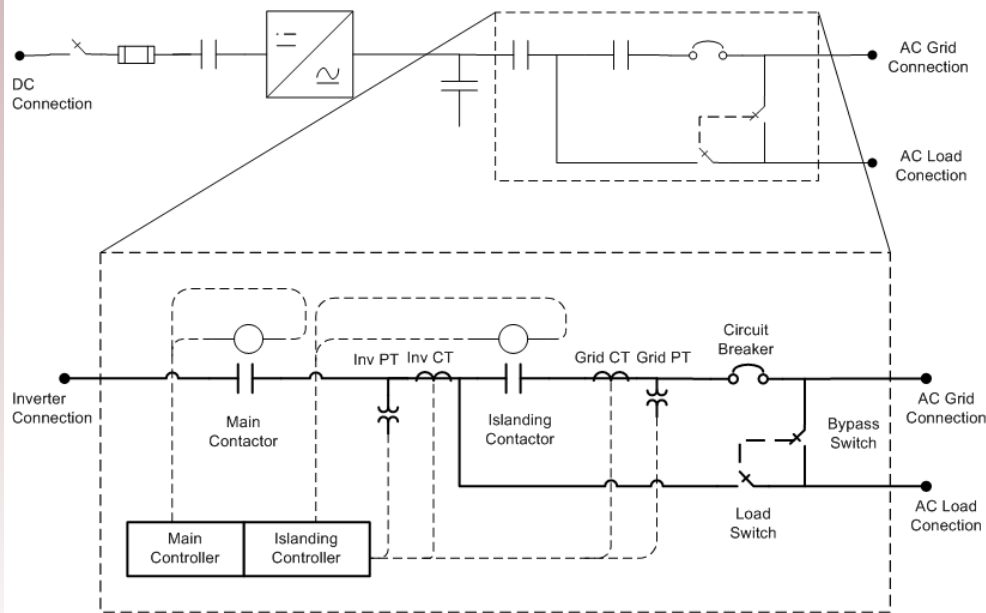 DC
Connection
AC Grid
Connection
AC Load
Conection
Inv PT
Inv CT
Grid CT
Grid PT
Circuit
Breaker
Inverter
Connection
Main
Contactor
Islanding
Contactor
Bypass
Switch
AC Grid
Connection
Load
Switch
AC Load
Conection
Main
Controller
Islanding
Controller